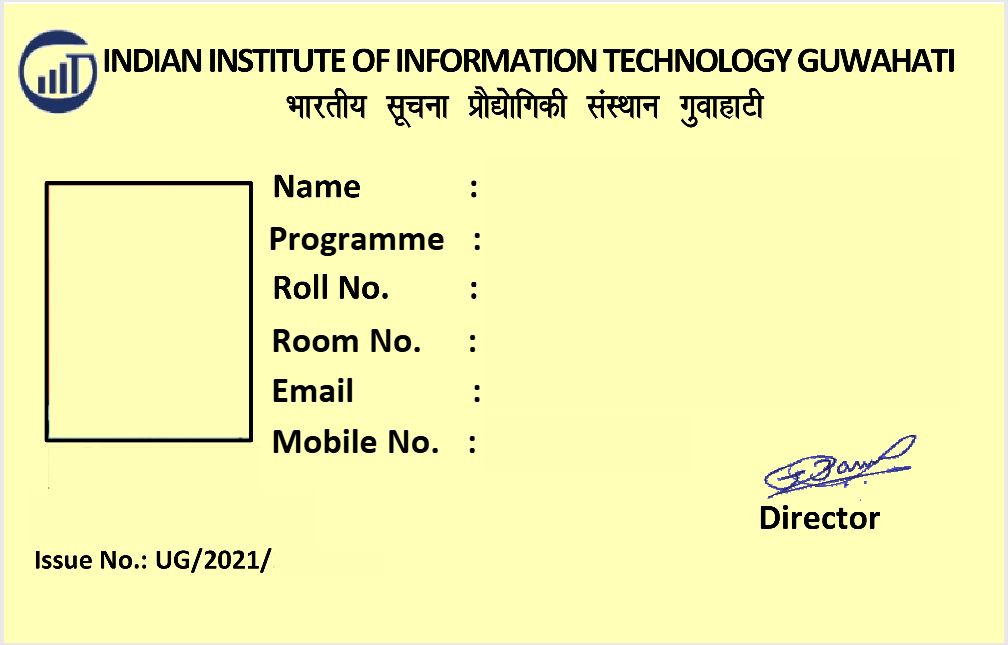 INDIAN INSTITUTE OF INFORMATION TECHNOLOGY GUWAHATI
भारतीय सूचना प्रौद्योगिकी संस्थान गुवाहाटी
Name :
Programme :
Roll No. :
Room No. :
Email :
Mobile No. :
Director
Issue No.: UG/2021/